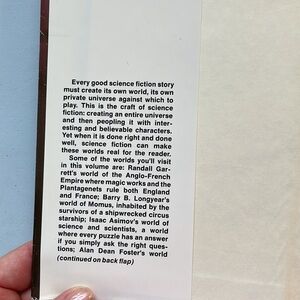 Every good science fiction story
must create its own world, its own
private universe against which to
play. This is the craft of science
fiction: creating an entire universe
and then peopling it with inter-
esting and believable characters.
Yet when it is done right and done
well, science fiction can make
these worlds real for the reader.
Some of the worlds you'll visit
in this volume are: Randall Gar-
rett's world of the Anglo-French
Empire where magic works and the
Plantagenets rule both England
and France; Barry B. Longyear's
world of Momus, inhabited by the
survivors of a shipwrecked circus
starship; Isaac Asimov's world of
science and scientists, a world
where every puzzle has an answer
if you simply ask the right ques-
tions; Alan Dean Foster's world
(continued on back flap)